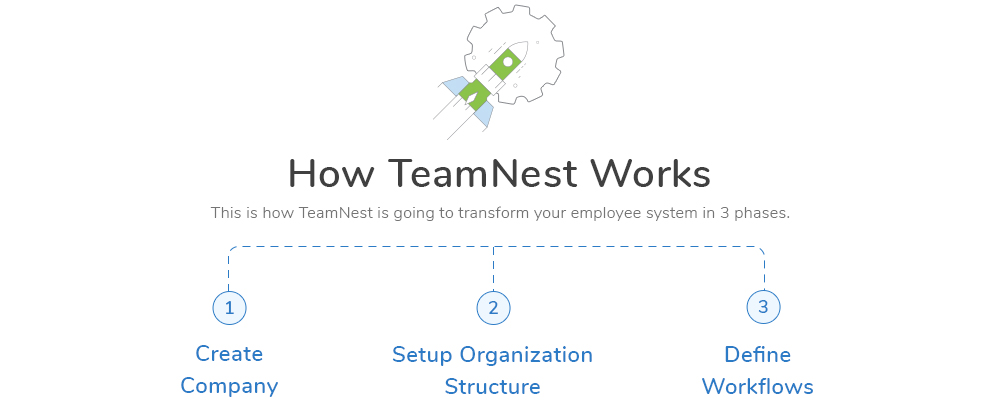 How TeamNest Works
This is how TeamNest is going to transform your employee system in 3 phases.
1
2
3
Create
Company
Setup Organization
Structure
Define
Workflows